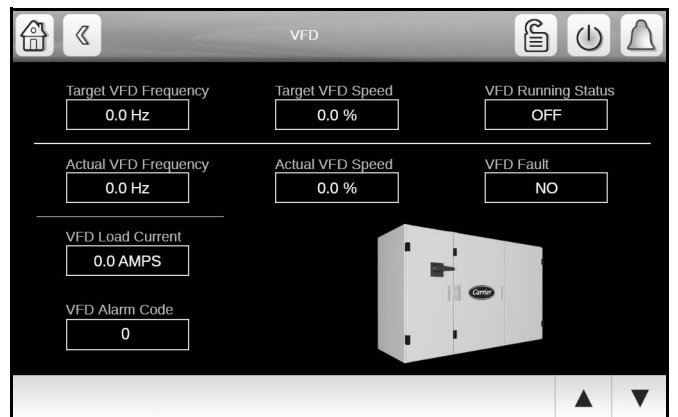 VFD
Target VFD Frequency
0.0 Hz
Target VFD Speed
0.0 %
VFD Running Status
OFF
Actual VFD Frequency
0.0 Hz
Actual VFD Speed
0.0 %
VFD Fault
NO
VFD Load Current
0.0 AMPS
VFD Alarm Code
0
Carrier